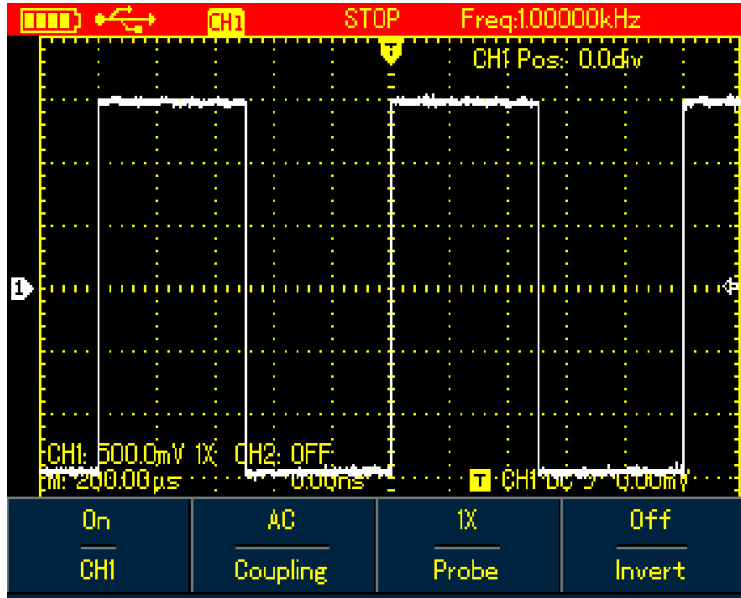 CH1 STOP Freq:1.00000kHz
T
CH1 Pos: 0.0div
1
CH1: 500.0mV 1X CH2: OFF
M: 200.00μs 0.00ns T CH1 DC 0.00mV
On AC 1X Off
CH1 Coupling Probe Invert